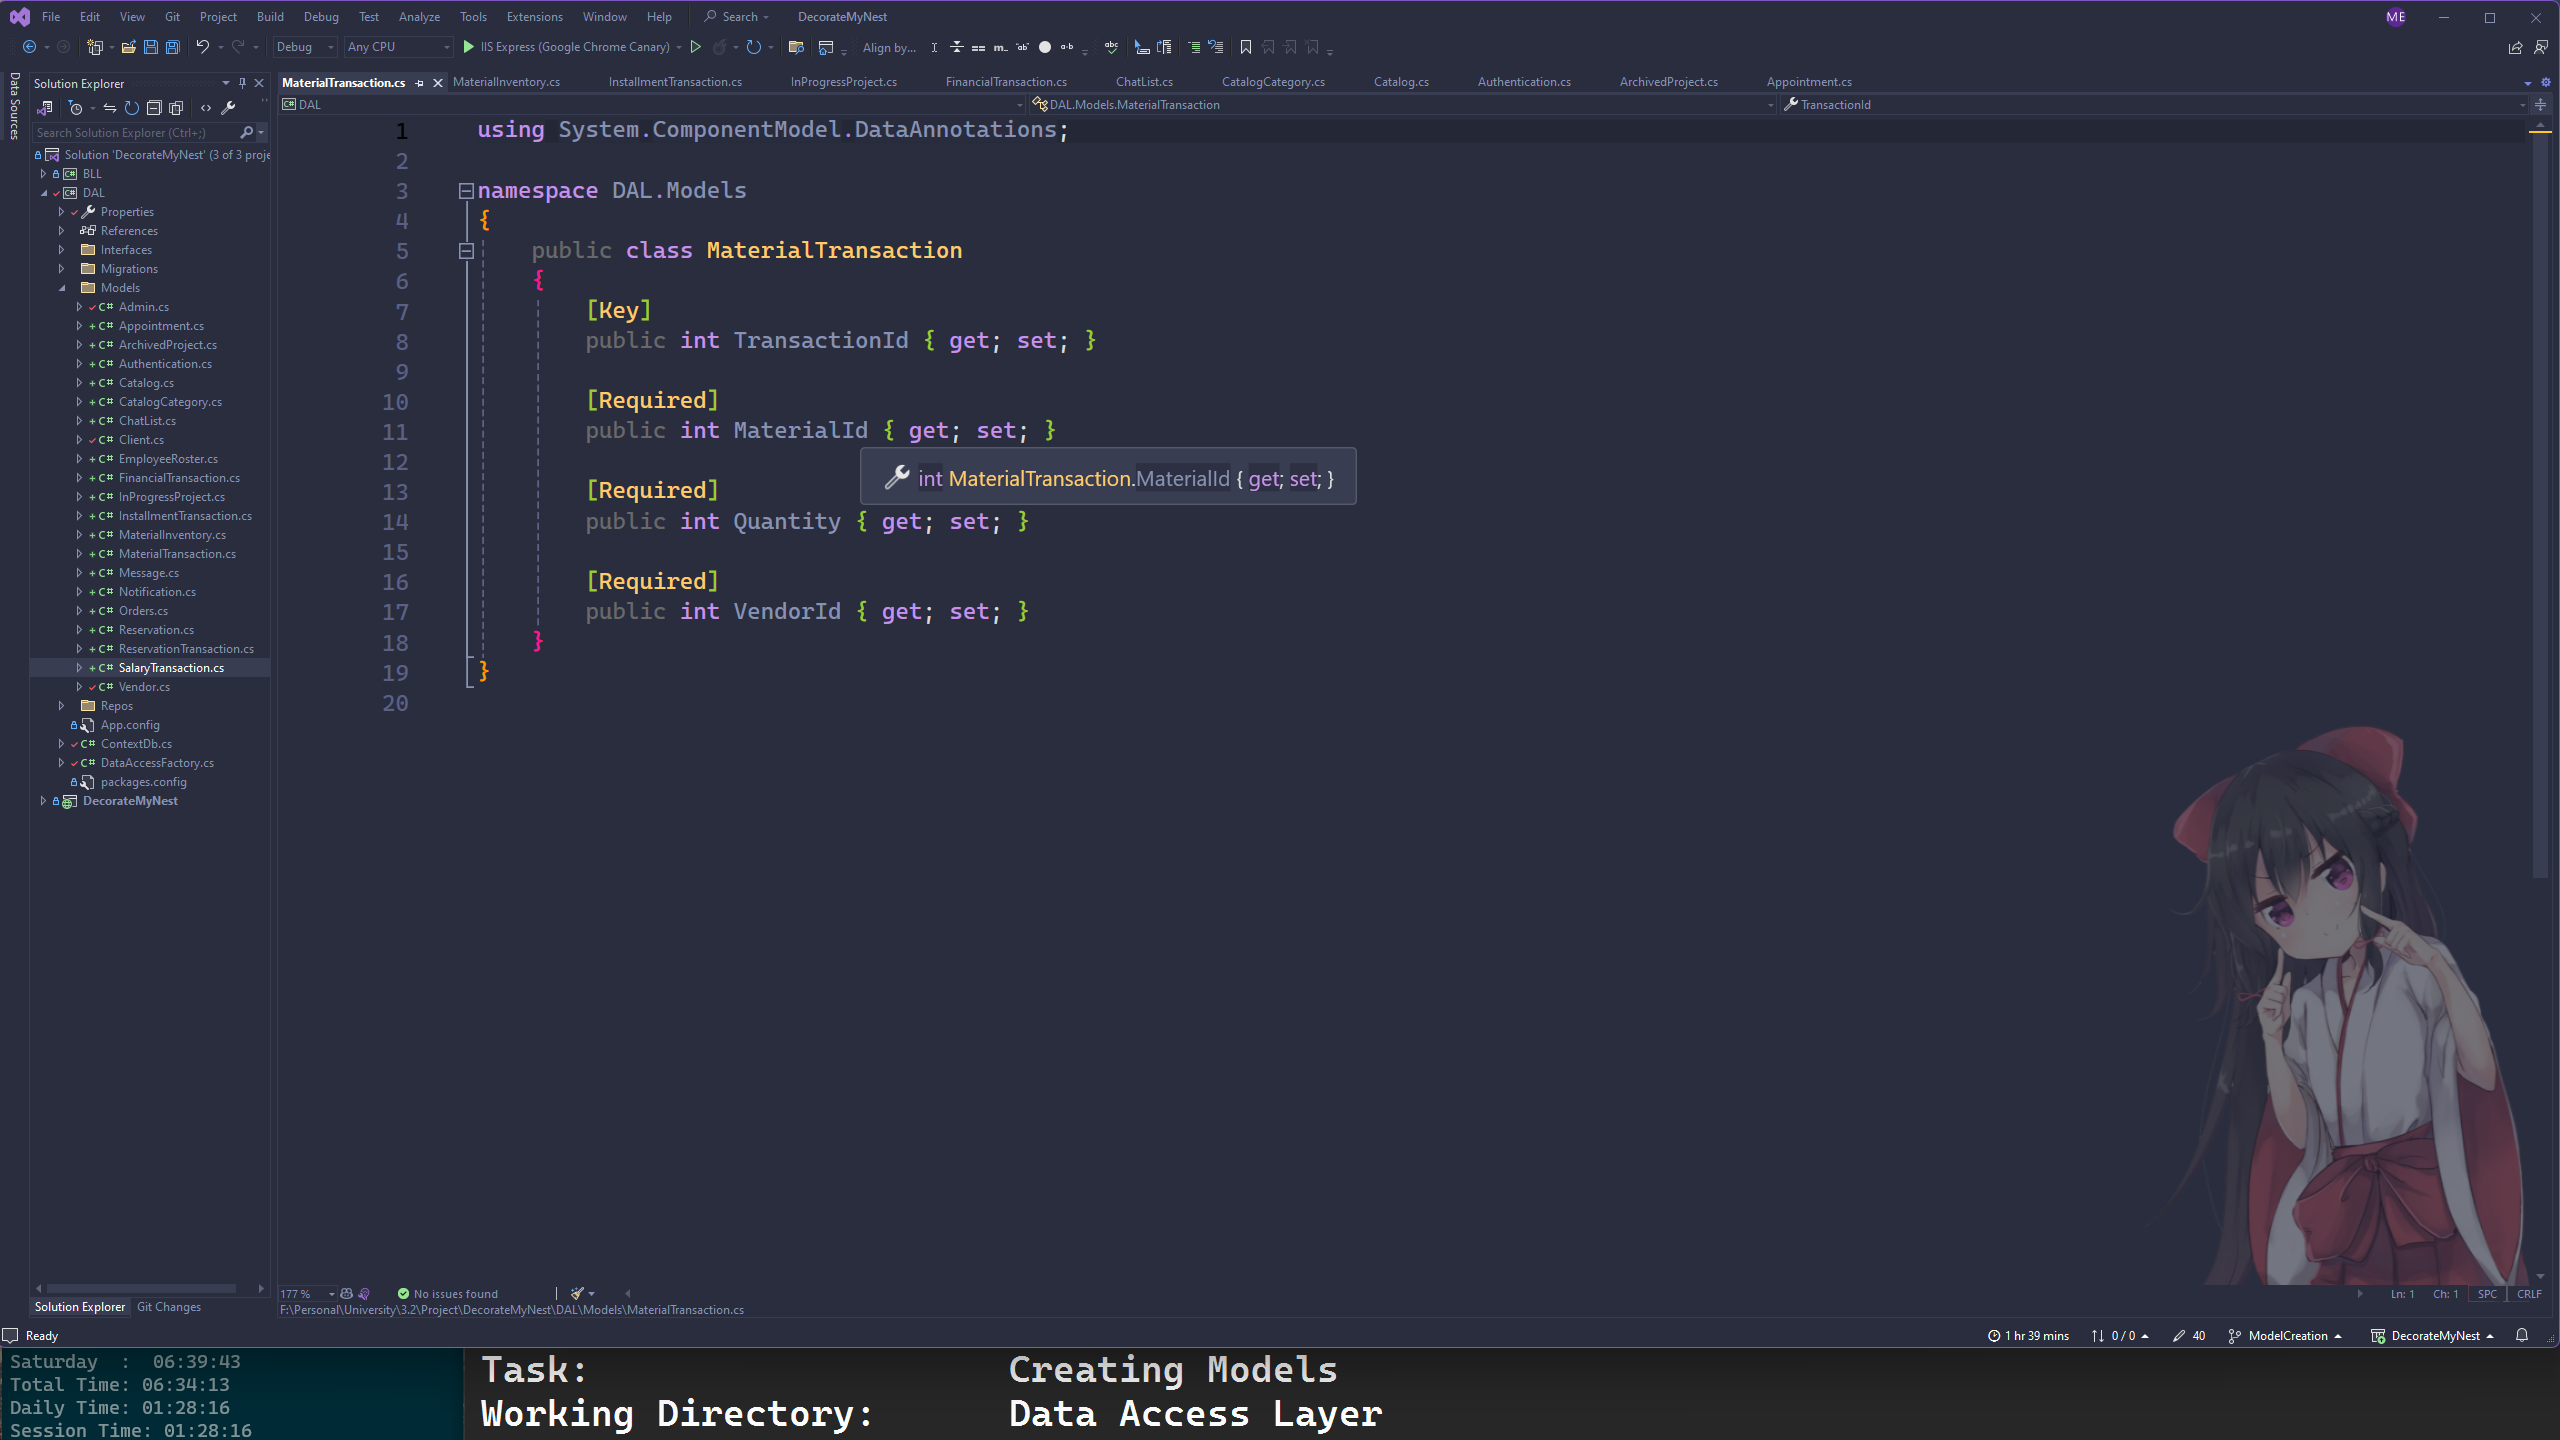 File Edit View Git Project Build Debug Test Analyze Tools Extensions Window Help Search DecorateMyNest ME
Debug Any CPU IIS Express (Google Chrome Canary) Align by...
Data Sources
Solution Explorer
Search Solution Explorer (Ctrl+;)
Solution 'DecorateMyNest' (3 of 3 proje
BLL
DAL
Properties
References
Interfaces
Migrations
Models
C# Admin.cs
C# Appointment.cs
C# ArchivedProject.cs
C# Authentication.cs
C# Catalog.cs
C# CatalogCategory.cs
C# ChatList.cs
C# Client.cs
C# EmployeeRoster.cs
C# FinancialTransaction.cs
C# InProgressProject.cs
C# InstallmentTransaction.cs
C# MaterialInventory.cs
C# MaterialTransaction.cs
C# Message.cs
C# Notification.cs
C# Orders.cs
C# Reservation.cs
C# ReservationTransaction.cs
C# SalaryTransaction.cs
C# Vendor.cs
Repos
App.config
C# ContextDb.cs
C# DataAccessFactory.cs
packages.config
DecorateMyNest
Solution Explorer Git Changes
MaterialTransaction.cs MaterialInventory.cs InstallmentTransaction.cs InProgressProject.cs FinancialTransaction.cs ChatList.cs CatalogCategory.cs Catalog.cs Authentication.cs ArchivedProject.cs Appointment.cs
DAL DAL.Models.MaterialTransaction TransactionId
1 using System.ComponentModel.DataAnnotations;
2
3 namespace DAL.Models
4 {
5 public class MaterialTransaction
6 {
7 [Key]
8 public int TransactionId { get; set; }
9
10 [Required]
11 public int MaterialId { get; set; }
12
int MaterialTransaction.MaterialId { get; set; }
13 [Required]
14 public int Quantity { get; set; }
15
16 [Required]
17 public int VendorId { get; set; }
18 }
19 }
20
177 % No issues found Ln: 1 Ch: 1 SPC CRLF
F:\Personal\University\3.2\Project\DecorateMyNest\DAL\Models\MaterialTransaction.cs
Ready 1 hr 39 mins 0 / 0 40 ModelCreation DecorateMyNest
Saturday : 06:39:43
Total Time: 06:34:13
Daily Time: 01:28:16
Session Time: 01:28:16
Task: Creating Models
Working Directory: Data Access Layer